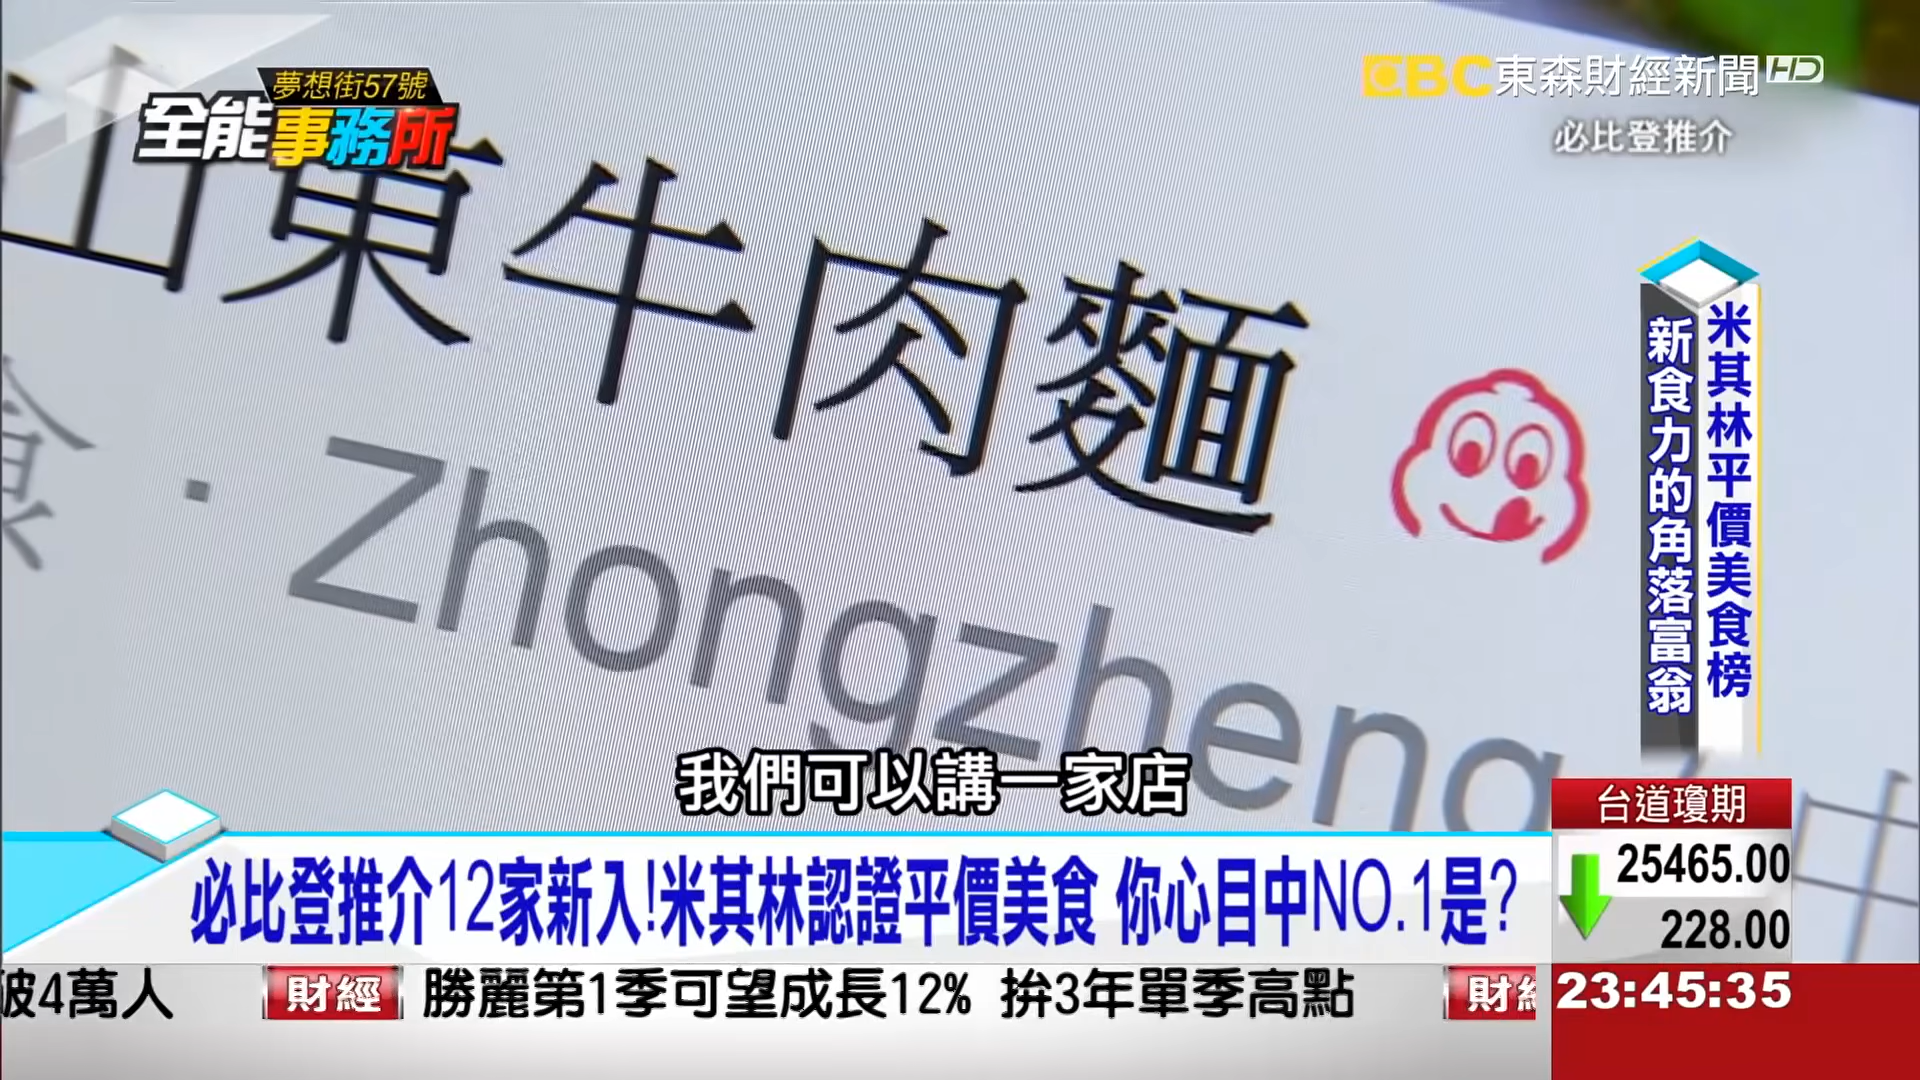 夢想街57號
全能事務所
EBC東森財經新聞HD
必比登推介
山東牛肉麵
食 · Zhongzheng
米其林平價美食榜
新食力的角落富翁
我們可以講一家店
必比登推介12家新入!米其林認證平價美食 你心目中NO.1是?
台道瓊期
25465.00
228.00
破4萬人 財經 勝麗第1季可望成長12% 拚3年單季高點 財經
23:45:35